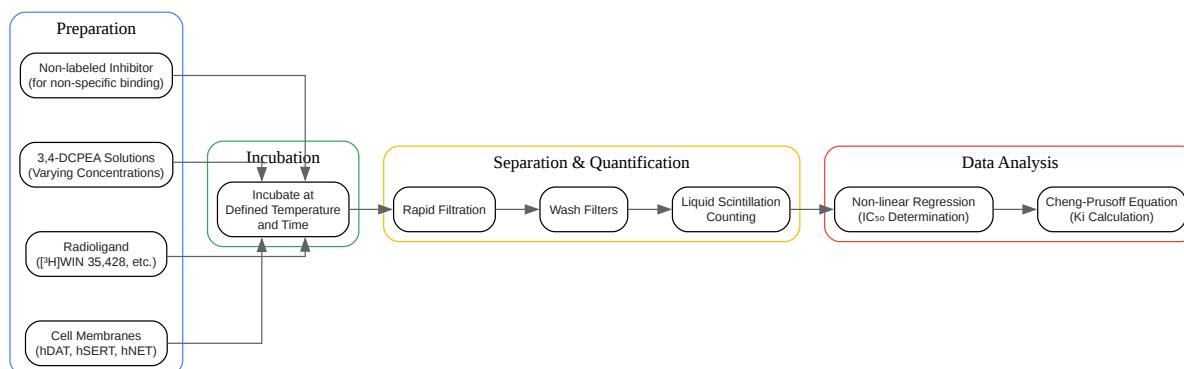 Preparation
Non-labeled Inhibitor
(for non-specific binding)
3,4-DCPEA Solutions
(Varying Concentrations)
Radioligand
([³H]WIN 35,428, etc.)
Cell Membranes
(hDAT, hSERT, hNET)
Incubation
Incubate at
Defined Temperature
and Time
Separation & Quantification
Rapid Filtration
Wash Filters
Liquid Scintillation
Counting
Data Analysis
Non-linear Regression
(IC₅₀ Determination)
Cheng-Prusoff Equation
(Ki Calculation)